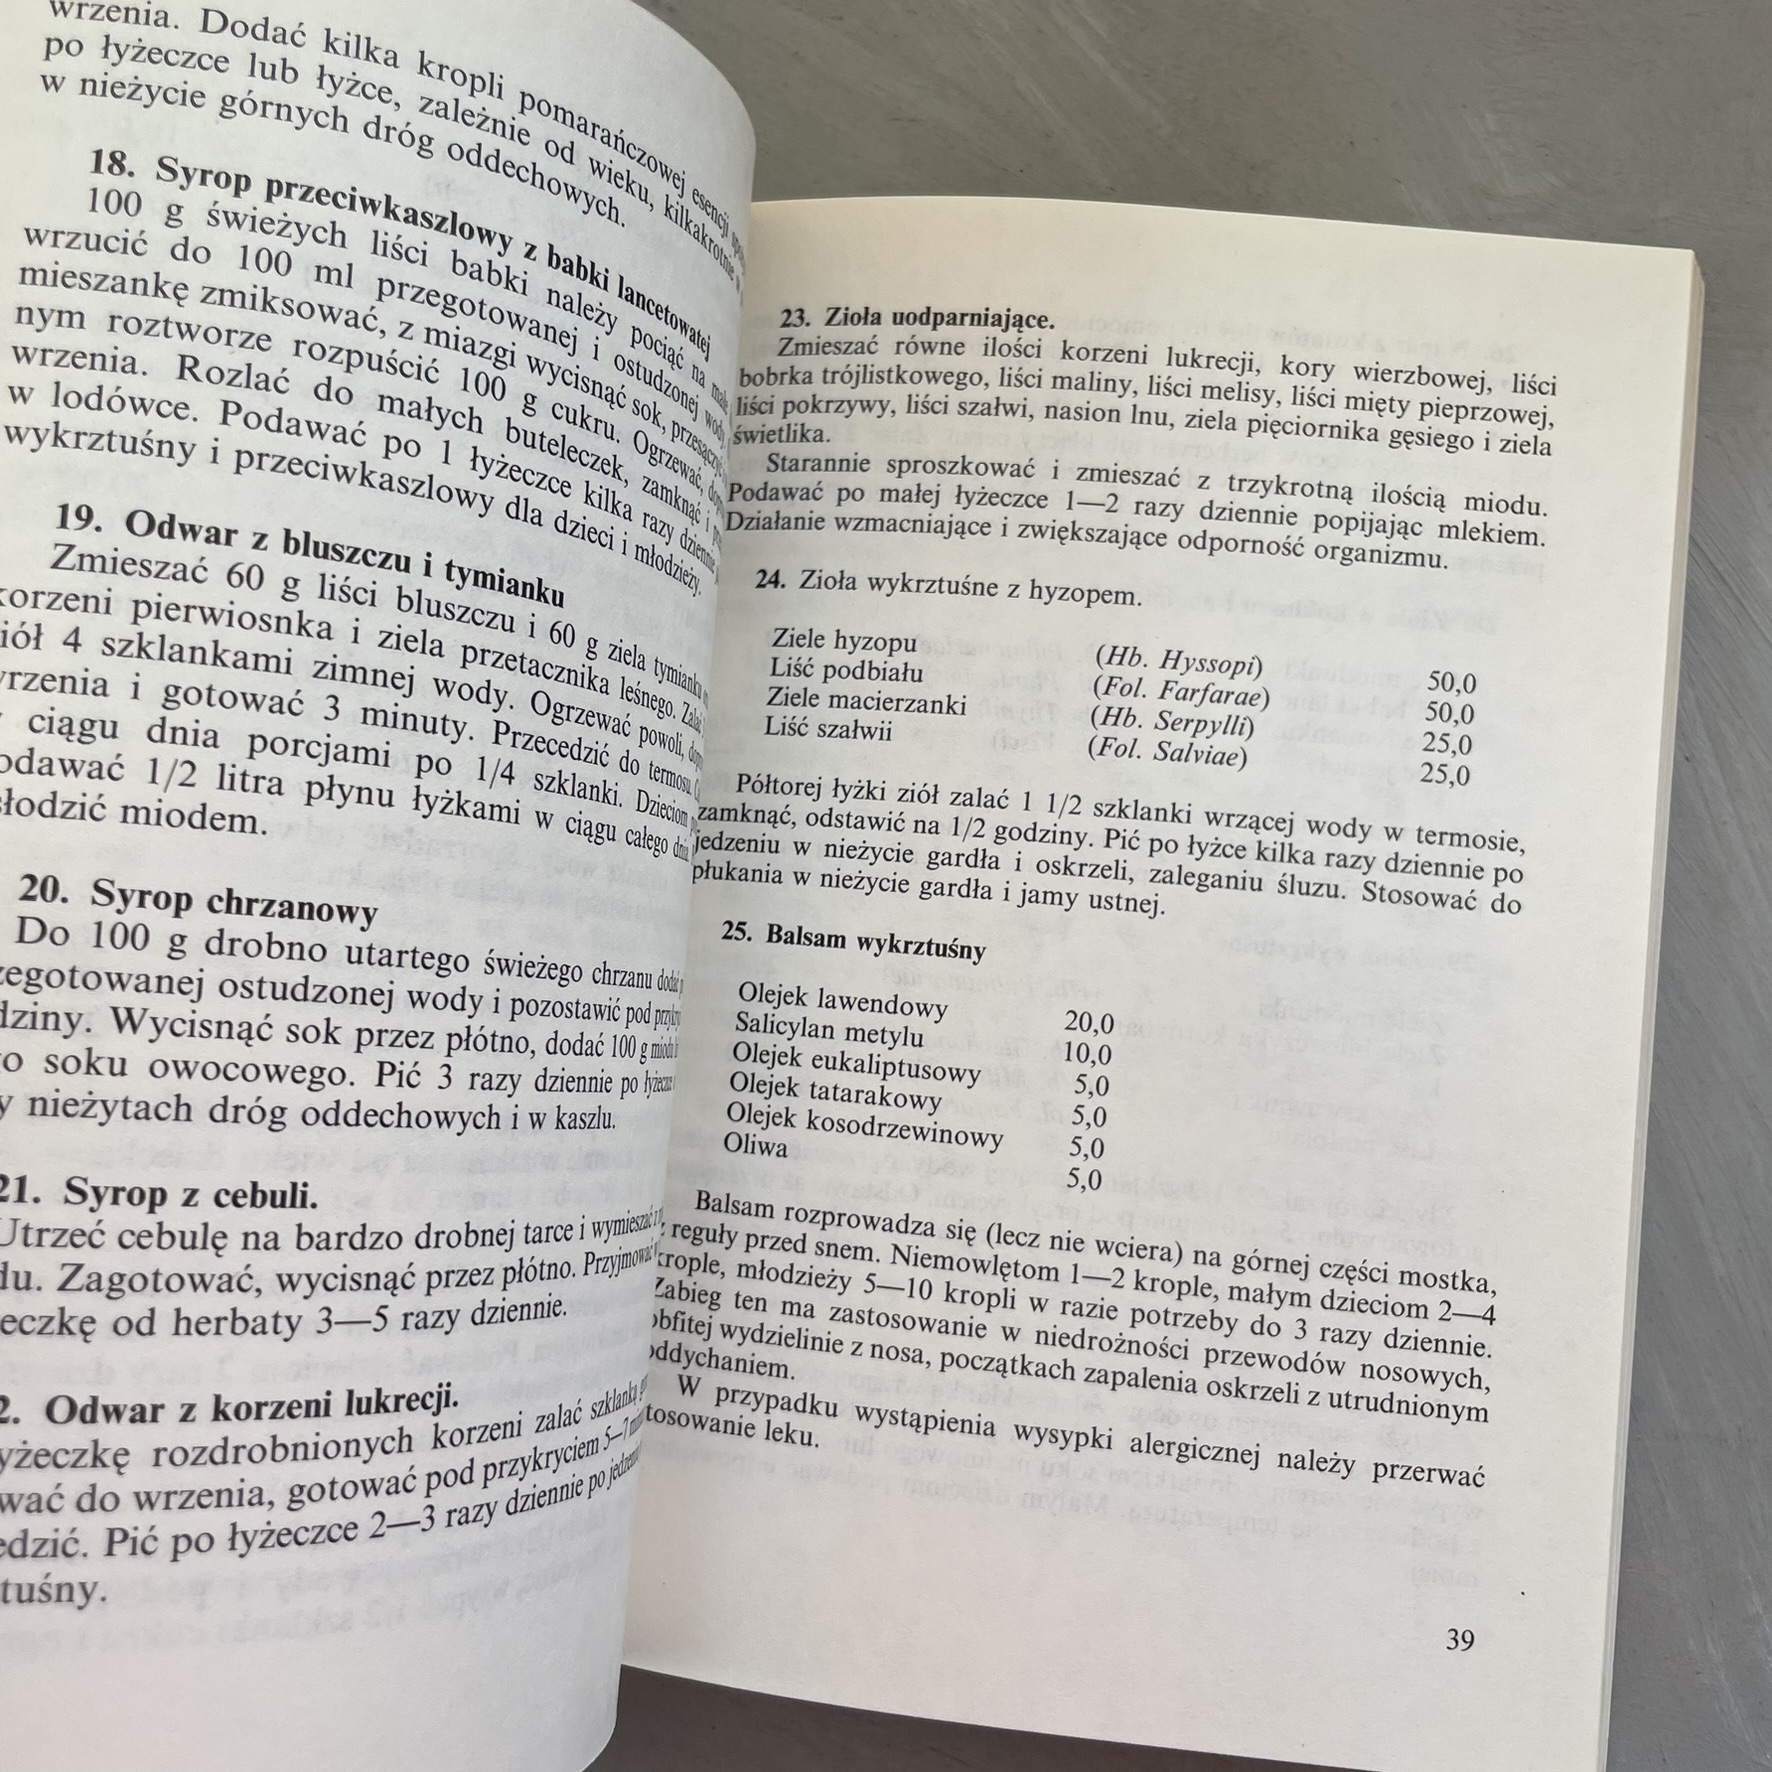 wrzenia. Dodać kilka kropli pomarańczowej esencji
po łyżeczce lub łyżce, zależnie od wieku, kilkakrotnie
w nieżycie górnych dróg oddechowych.
18. Syrop przeciwkaszlowy z babki lancetowatej
100 g świeżych liści babki należy pociąć na
wrzucić do 100 ml przegotowanej i ostudzonej wody
mieszankę zmiksować, z miazgi wycisnąć sok,
nym roztworze rozpuścić 100 g cukru. Ogrzewać,
wrzenia. Rozlać do małych buteleczek, zamknąć i
w lodówce. Podawać po 1 łyżeczce kilka razy dziennie
wykrztuśny i przeciwkaszlowy dla dzieci i młodzieży.
19. Odwar z bluszczu i tymianku
Zmieszać 60 g liści bluszczu i 60 g ziela tymianku
korzeni pierwiosnka i ziela przetacznika leśnego. Zalać
iół 4 szklankami zimnej wody. Ogrzewać powoli,
rzenia i gotować 3 minuty. Przecedzić do termosu.
ciągu dnia porcjami po 1/4 szklanki. Dzieciom
odawać 1/2 litra płynu łyżkami w ciągu całego dnia
słodzić miodem.
20. Syrop chrzanowy
Do 100 g drobno utartego świeżego chrzanu dodać
zegotowanej ostudzonej wody i pozostawić pod
dziny. Wycisnąć sok przez płótno, dodać 100 g miodu
o soku owocowego. Pić 3 razy dziennie po łyżeczce
y nieżytach dróg oddechowych i w kaszlu.
21. Syrop z cebuli.
Utrzeć cebulę na bardzo drobnej tarce i wymieszać
du. Zagotować, wycisnąć przez płótno. Przyjmować
eczkę od herbaty 3—5 razy dziennie.
2. Odwar z korzeni lukrecji.
yżeczkę rozdrobnionych korzeni zalać szklanką
wać do wrzenia, gotować pod przykryciem 5—7
edzić. Pić po łyżeczce 2—3 razy dziennie po jedzeniu
tuśny.
23. Zioła uodparniające.
Zmieszać równe ilości korzeni lukrecji, kory wierzbowej, liści
bobrka trójlistkowego, liści maliny, liści melisy, liści mięty pieprzowej,
liści pokrzywy, liści szałwi, nasion lnu, ziela pięciornika gęsiego i ziela
świetlika.
Starannie sproszkować i zmieszać z trzykrotną ilością miodu.
Podawać po małej łyżeczce 1—2 razy dziennie popijając mlekiem.
Działanie wzmacniające i zwiększające odporność organizmu.
24. Zioła wykrztuśne z hyzopem.
Ziele hyzopu (Hb. Hyssopi) 50,0
Liść podbiału (Fol. Farfarae) 50,0
Ziele macierzanki (Hb. Serpylli) 25,0
Liść szałwii (Fol. Salviae) 25,0
Półtorej łyżki ziół zalać 1 1/2 szklanki wrzącej wody w termosie,
zamknąć, odstawić na 1/2 godziny. Pić po łyżce kilka razy dziennie po
jedzeniu w nieżycie gardła i oskrzeli, zaleganiu śluzu. Stosować do
płukania w nieżycie gardła i jamy ustnej.
25. Balsam wykrztuśny
Olejek lawendowy 20,0
Salicylan metylu 10,0
Olejek eukaliptusowy 5,0
Olejek tatarakowy 5,0
Olejek kosodrzewinowy 5,0
Oliwa 5,0
Balsam rozprowadza się (lecz nie wciera) na górnej części mostka,
z reguły przed snem. Niemowlętom 1—2 krople, małym dzieciom 2—4
krople, młodzieży 5—10 kropli w razie potrzeby do 3 razy dziennie.
Zabieg ten ma zastosowanie w niedrożności przewodów nosowych,
obfitej wydzielinie z nosa, początkach zapalenia oskrzeli z utrudnionym
oddychaniem.
W przypadku wystąpienia wysypki alergicznej należy przerwać
stosowanie leku.
39